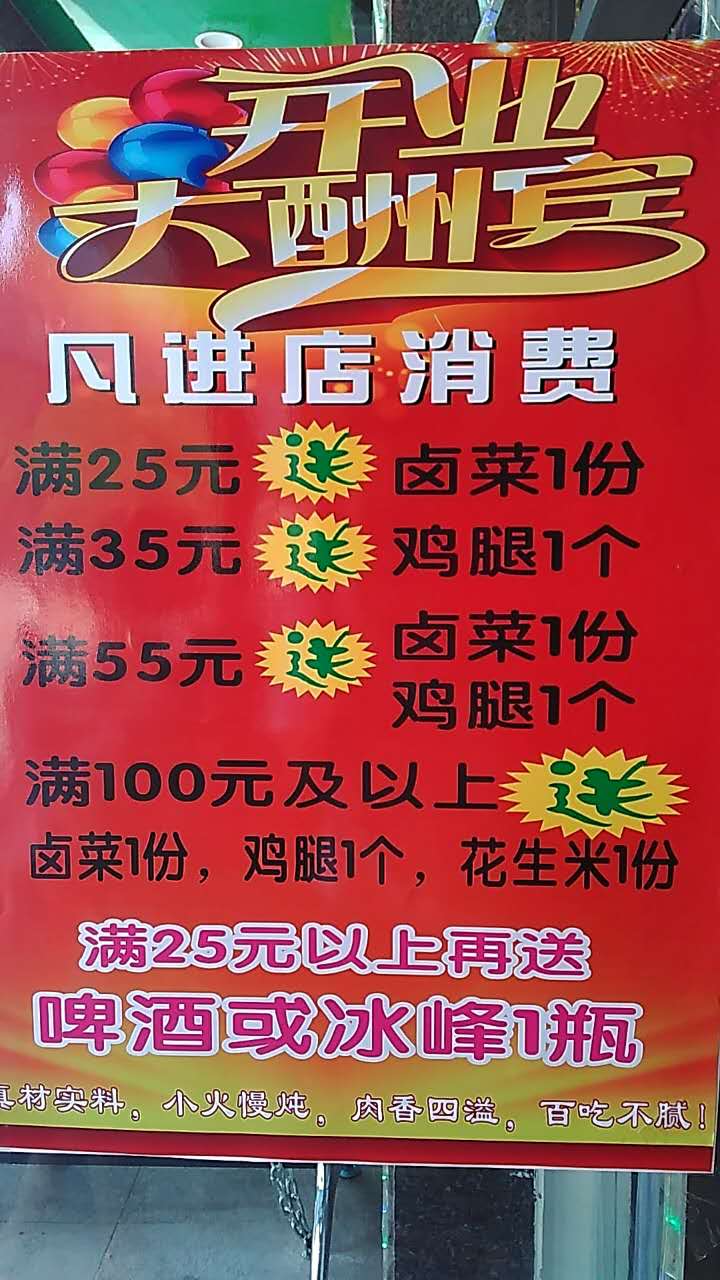 开业
大酬宾
凡进店消费
满25元 送 卤菜1份
满35元 送 鸡腿1个
满55元 送 卤菜1份
鸡腿1个
满100元及以上 送
卤菜1份，鸡腿1个，花生米1份
满25元以上再送
啤酒或冰峰1瓶
真材实料，小火慢炖，肉香四溢，百吃不腻！